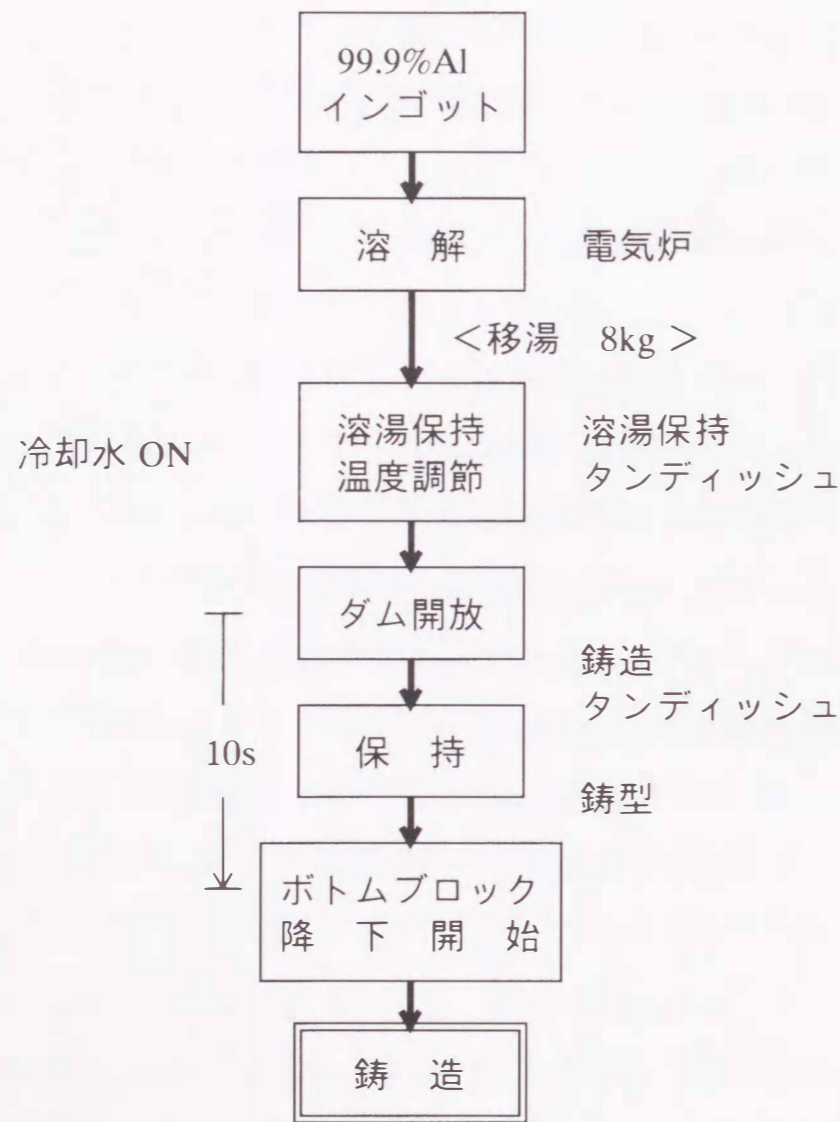 99.9%Al
インゴット
溶 解
電気炉
＜移湯 8kg ＞
冷却水 ON
溶湯保持
温度調節
溶湯保持
タンディッシュ
ダム開放
鋳造
タンディッシュ
10s
保 持
鋳型
ボトムブロック
降 下 開 始
鋳 造